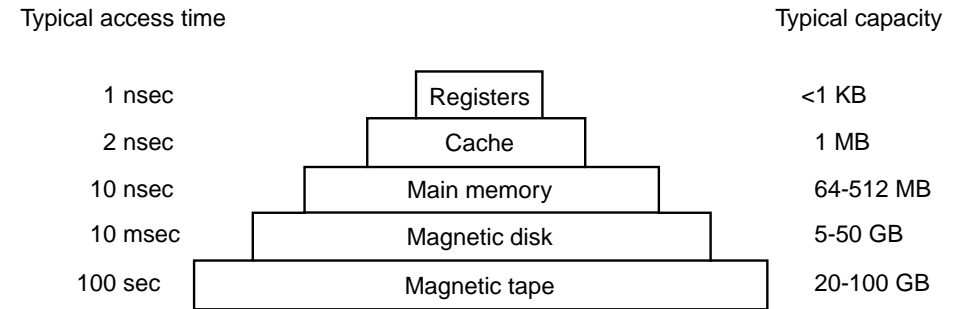 Typical access time Typical capacity
1 nsec Registers <1 KB
2 nsec Cache 1 MB
10 nsec Main memory 64-512 MB
10 msec Magnetic disk 5-50 GB
100 sec Magnetic tape 20-100 GB